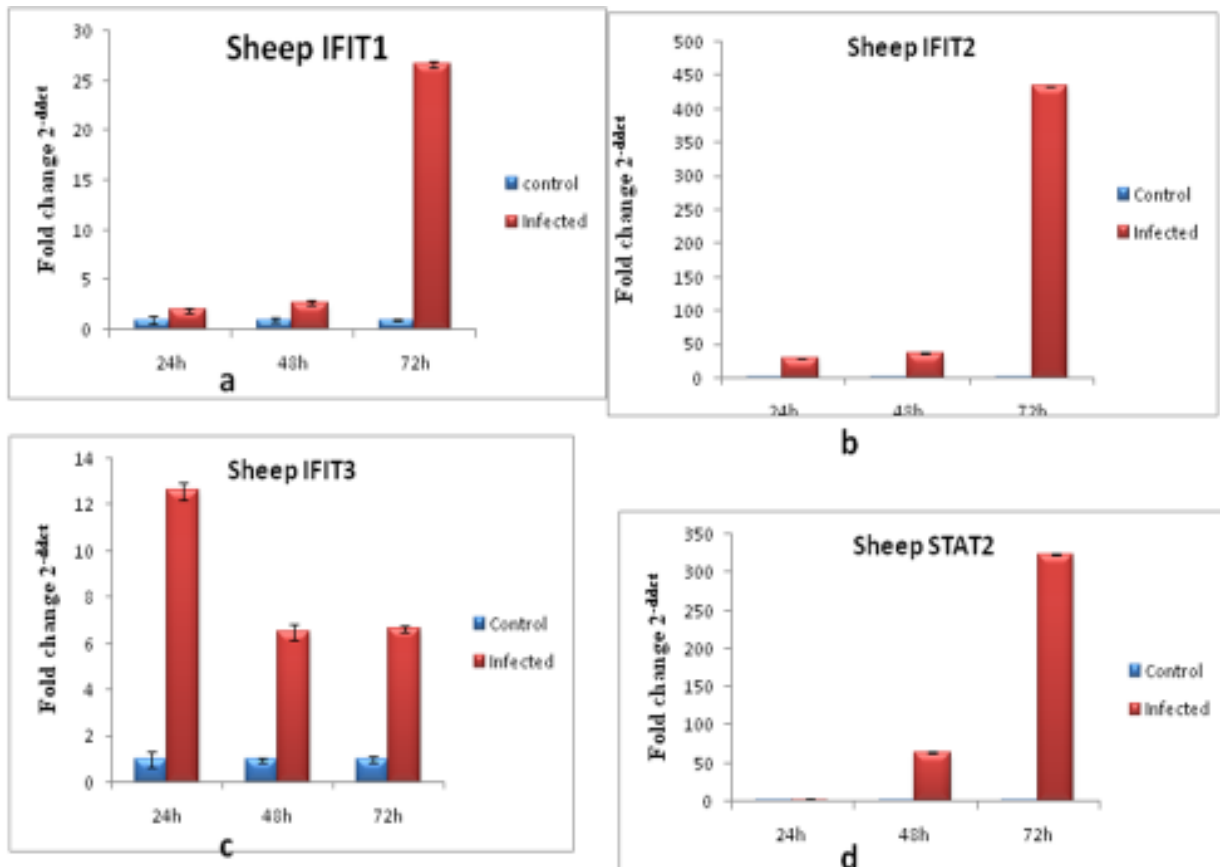 Sheep IFIT1
Fold change 2-ddct
30
25
20
15
10
5
0
24h
48h
72h
control
Infected
a
Sheep IFIT2
Fold change 2-ddct
500
450
400
350
300
250
200
150
100
50
0
24h
48h
72h
Control
Infected
b
Sheep IFIT3
Fold change 2-ddct
14
12
10
8
6
4
2
0
24h
48h
72h
Control
Infected
c
Sheep STAT2
Fold change 2-ddct
350
300
250
200
150
100
50
0
24h
48h
72h
Control
Infected
d